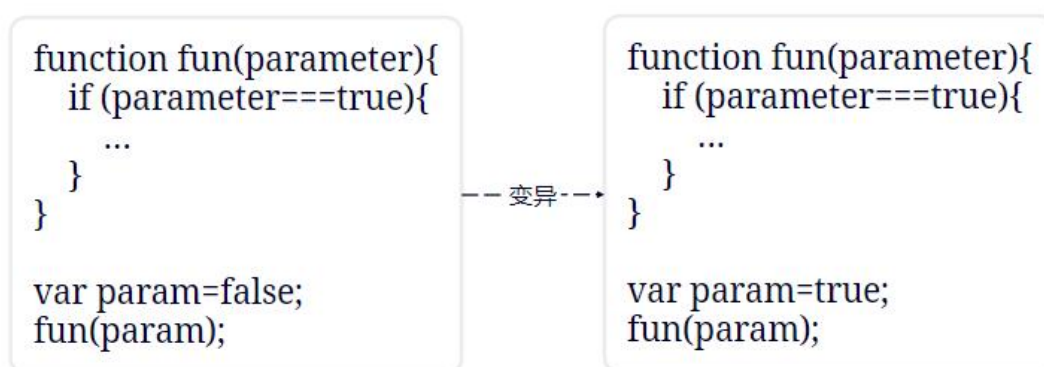 function fun(parameter){
if (parameter===true){
...
}
}
var param=false;
fun(param);
变异
function fun(parameter){
if (parameter===true){
...
}
}
var param=true;
fun(param);